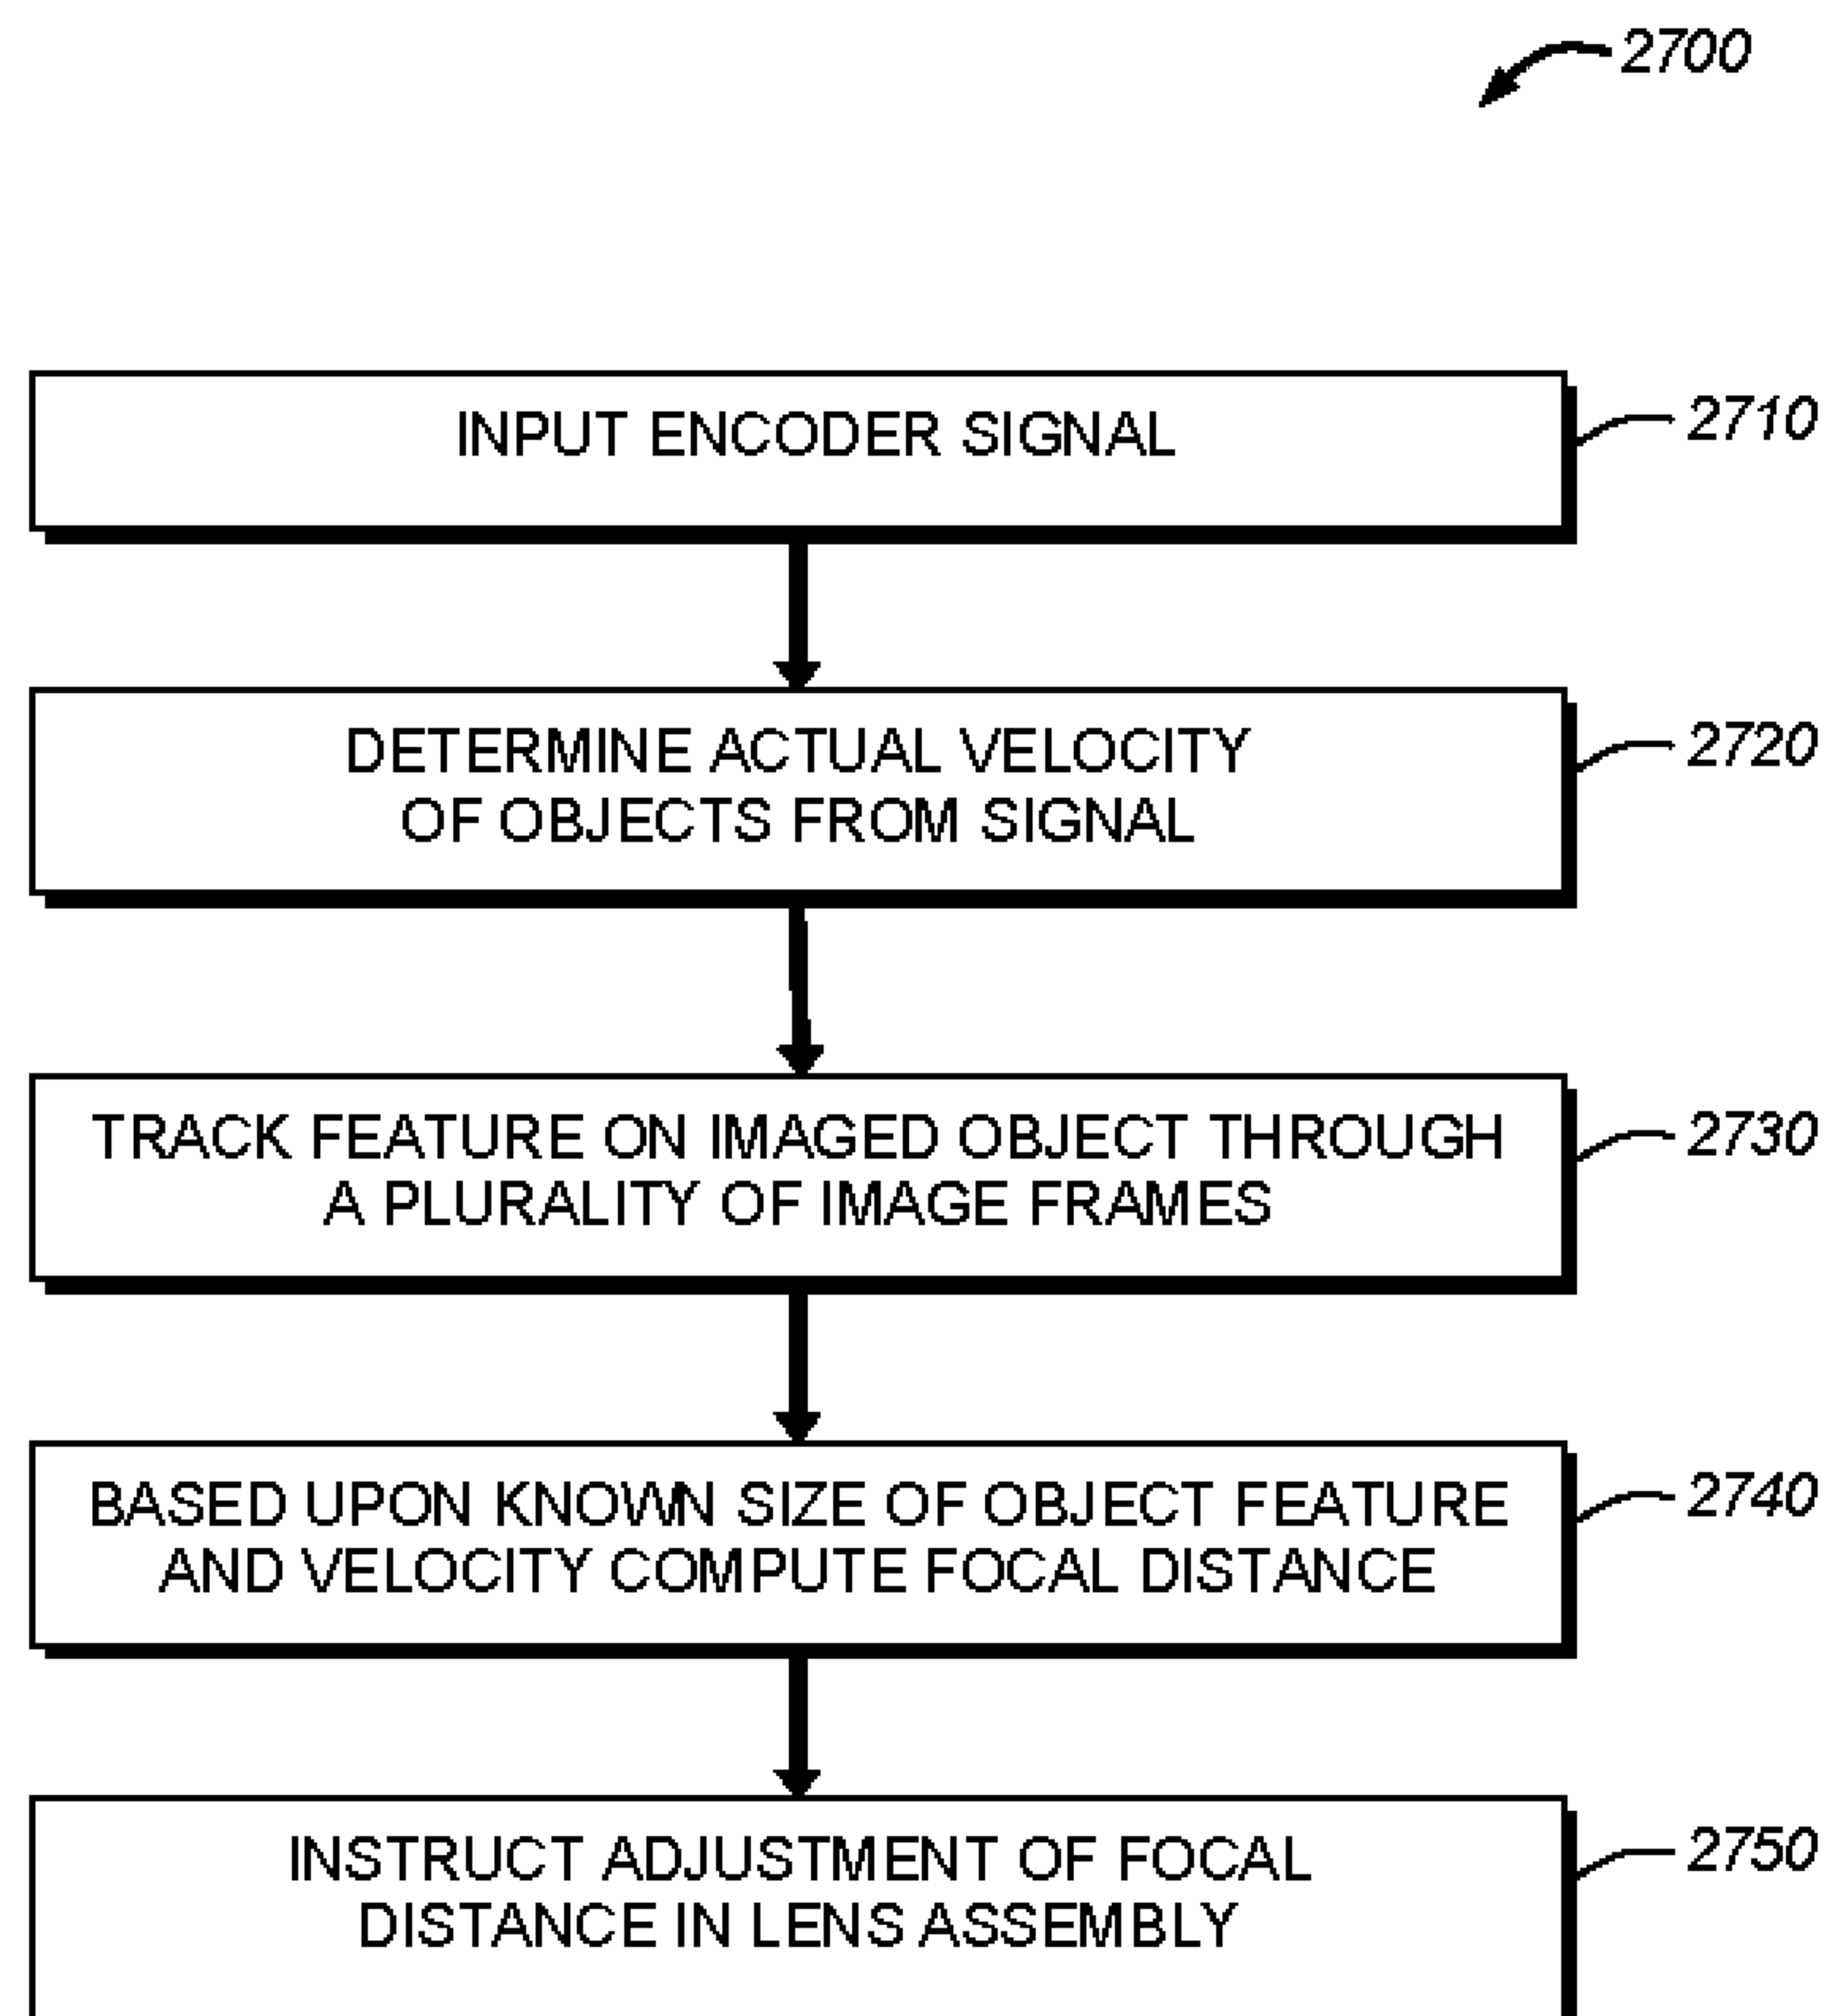 2700
INPUT ENCODER SIGNAL
2710
DETERMINE ACTUAL VELOCITY
OF OBJECTS FROM SIGNAL
2720
TRACK FEATURE ON IMAGED OBJECT THROUGH
A PLURALITY OF IMAGE FRAMES
2730
BASED UPON KNOWN SIZE OF OBJECT FEATURE
AND VELOCITY COMPUTE FOCAL DISTANCE
2740
INSTRUCT ADJUSTMENT OF FOCAL
DISTANCE IN LENS ASSEMBLY
2750